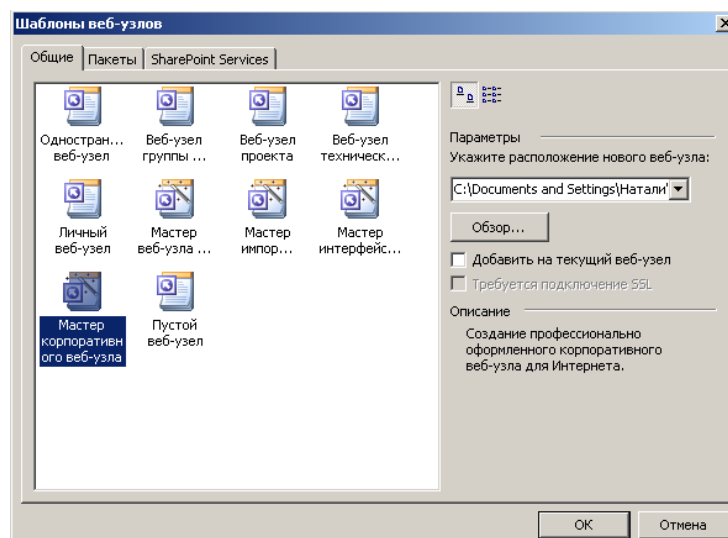 Шаблоны веб-узлов
Общие Пакеты SharePoint Services
Одностран... Веб-узел Веб-узел Веб-узел
веб-узел группы ... проекта техническ...
Личный Мастер Мастер Мастер
веб-узел веб-узла ... импор... интерфейс...
Мастер Пустой
корпоративн веб-узел
ого веб-узла
Параметры
Укажите расположение нового веб-узла:
C:\Documents and Settings\Натали'
Обзор...
Добавить на текущий веб-узел
Требуется подключение SSL
Описание
Создание профессионально
оформленного корпоративного
веб-узла для Интернета.
ОК Отмена